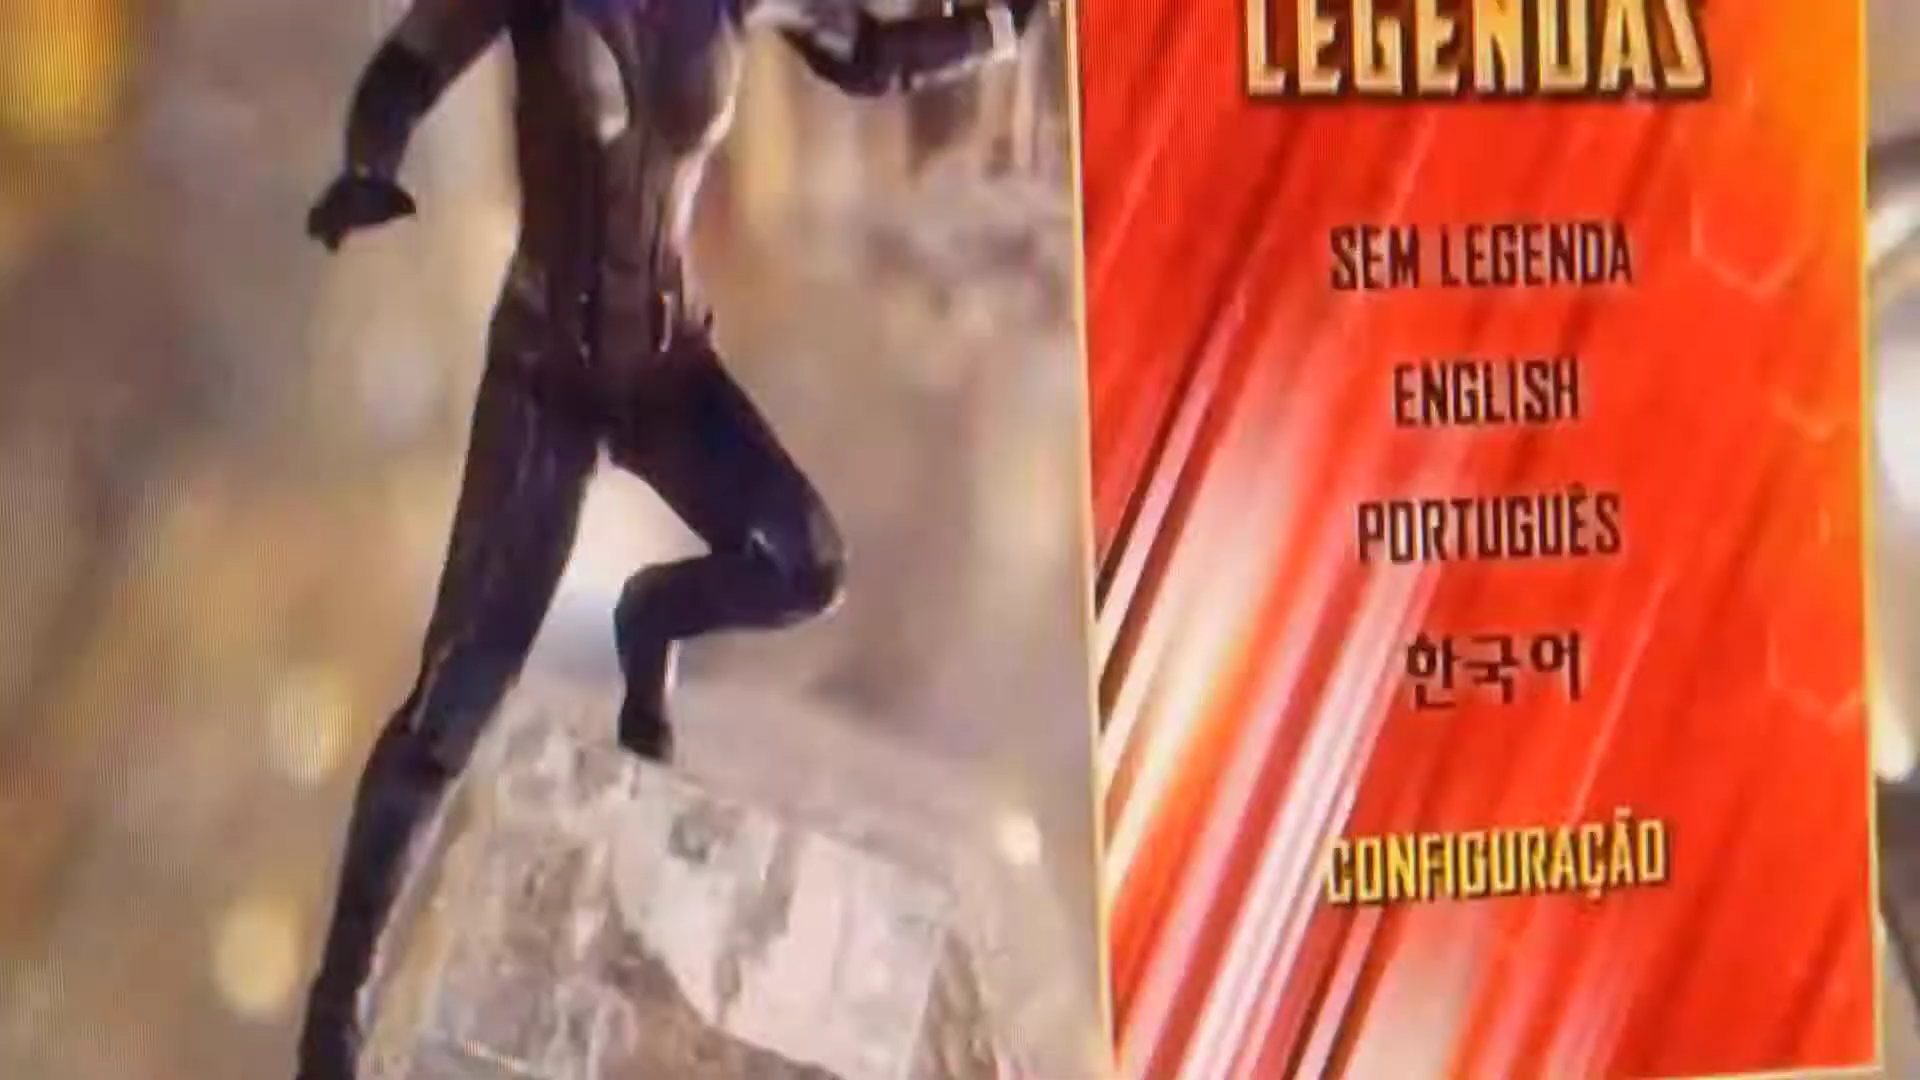 LEGENDAS
SEM LEGENDA
ENGLISH
PORTUGUÊS
한국어
CONFIGURAÇÃO